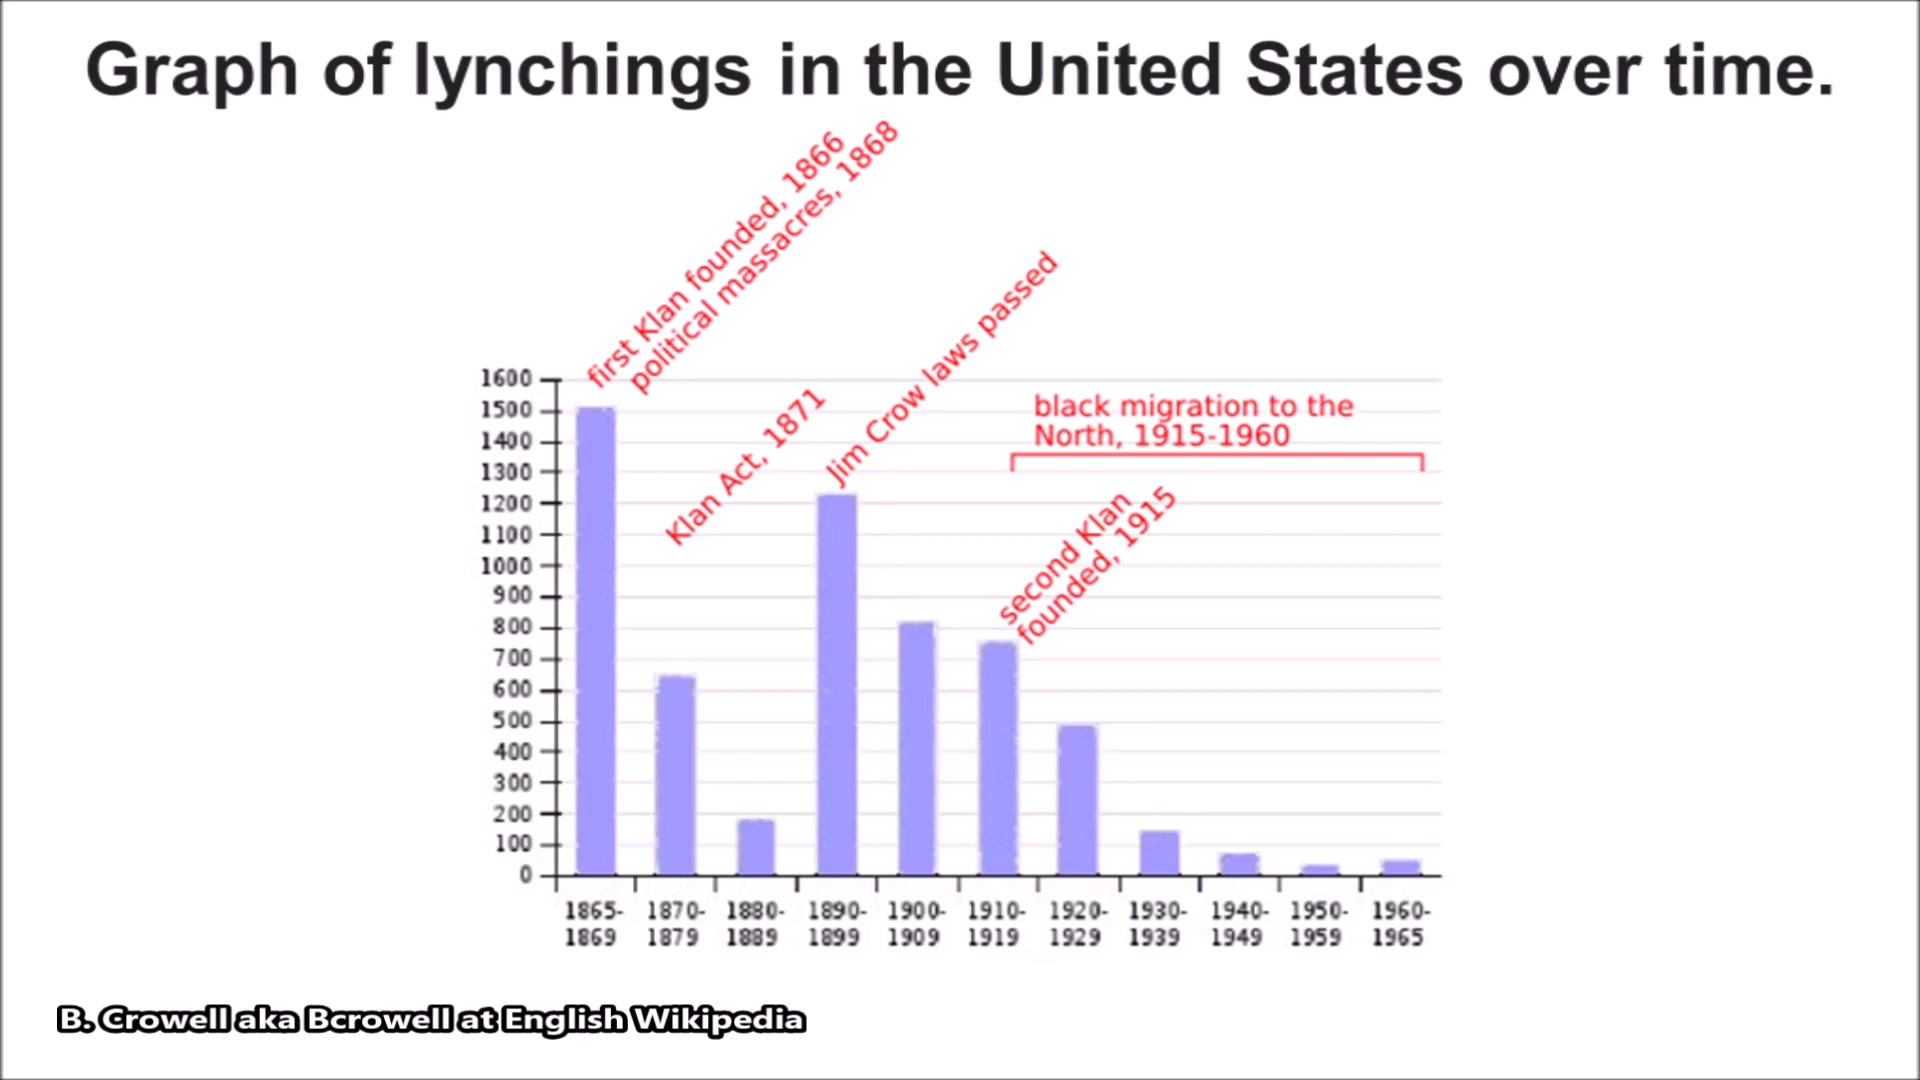 Graph of lynchings in the United States over time.
first Klan founded, 1866
political massacres, 1868
Klan Act, 1871
Jim Crow laws passed
black migration to the
North, 1915-1960
second Klan
founded, 1915
1600
1500
1400
1300
1200
1100
1000
900
800
700
600
500
400
300
200
100
0
1865- 1870- 1880- 1890- 1900- 1910- 1920- 1930- 1940- 1950- 1960-
1869 1879 1889 1899 1909 1919 1929 1939 1949 1959 1965
B. Crowell aka Bcrowell at English Wikipedia